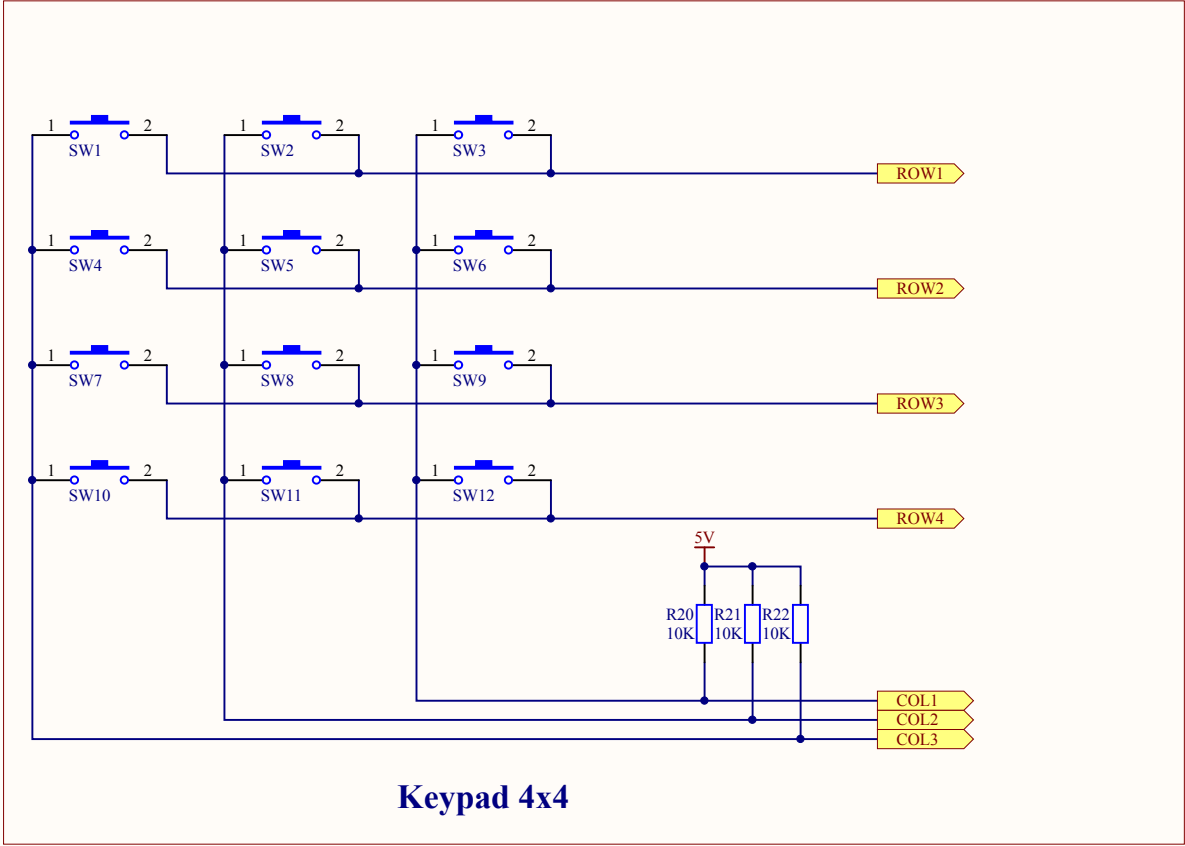 1 2 1 2 1 2
SW1 SW2 SW3
ROW1
1 2 1 2 1 2
SW4 SW5 SW6
ROW2
1 2 1 2 1 2
SW7 SW8 SW9
ROW3
1 2 1 2 1 2
SW10 SW11 SW12
ROW4
5V
R20 R21 R22
10K 10K 10K
COL1
COL2
COL3
Keypad 4x4